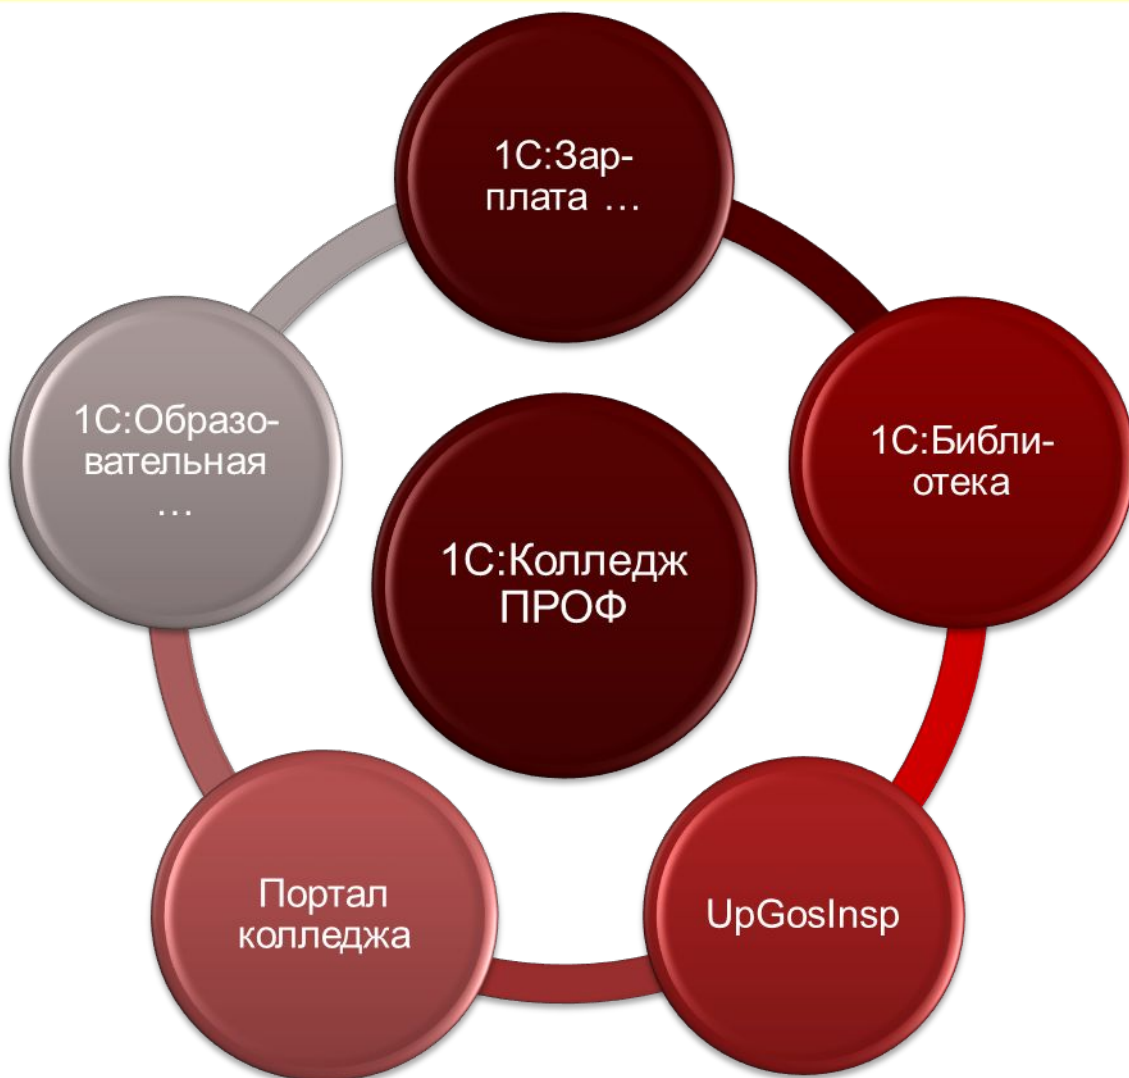 1С:Зар-
плата …
1С:Библи-
отека
UpGosInsp
Портал
колледжа
1С:Образо-
вательная
…
1С:Колледж
ПРОФ